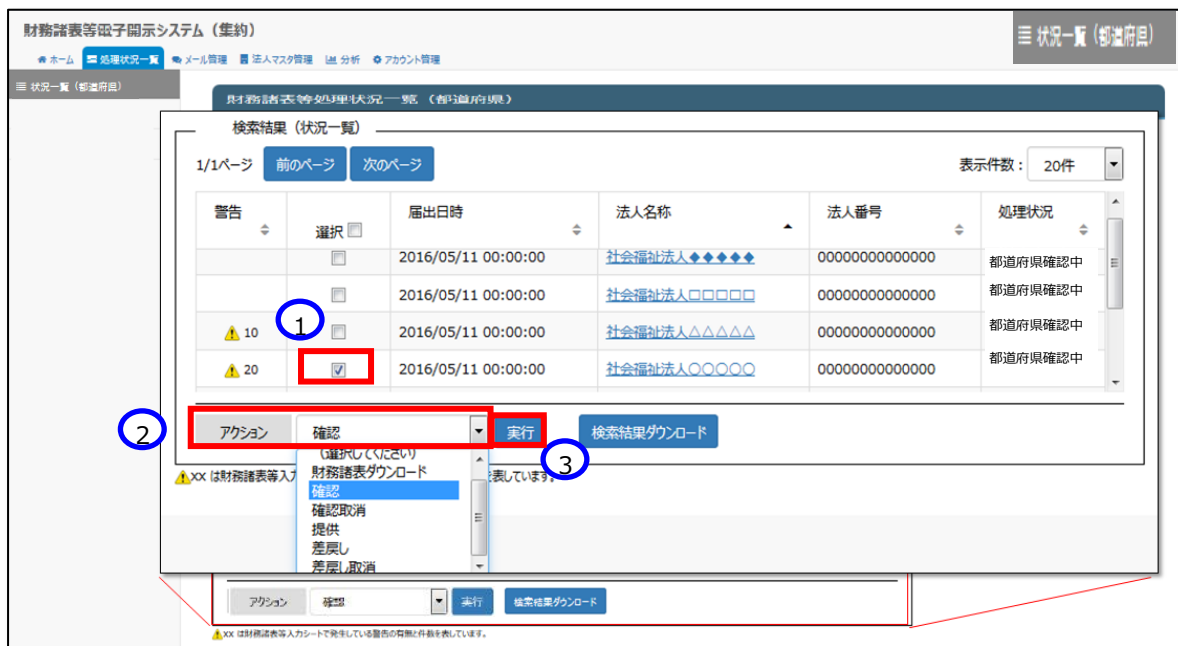 財務諸表等電子開示システム（集約）
状況一覧（都道府県）
ホーム 処理状況一覧 メール管理 法人マスタ管理 分析 アカウント管理
状況一覧（都道府県）
財務諸表等処理状況一覧（都道府県）
検索結果（状況一覧）
1/1ページ 前のページ 次のページ 表示件数： 20件
警告 選択 届出日時 法人名称 法人番号 処理状況
2016/05/11 00:00:00 社会福祉法人◆◆◆◆◆ 00000000000000 都道府県確認中
2016/05/11 00:00:00 社会福祉法人□□□□□ 00000000000000 都道府県確認中
1
10 2016/05/11 00:00:00 社会福祉法人△△△△△ 00000000000000 都道府県確認中
20 2016/05/11 00:00:00 社会福祉法人○○○○○ 00000000000000 都道府県確認中
2
アクション 確認 実行 検索結果ダウンロード
3
（選択してください）
xx は財務諸表等入 表しています。
財務諸表ダウンロード
確認
確認取消
提供
差戻し
差戻し取消
アクション 確認 実行 検索結果ダウンロード
xx は財務諸表等入力シートで発生している警告の有無と件数を表しています。